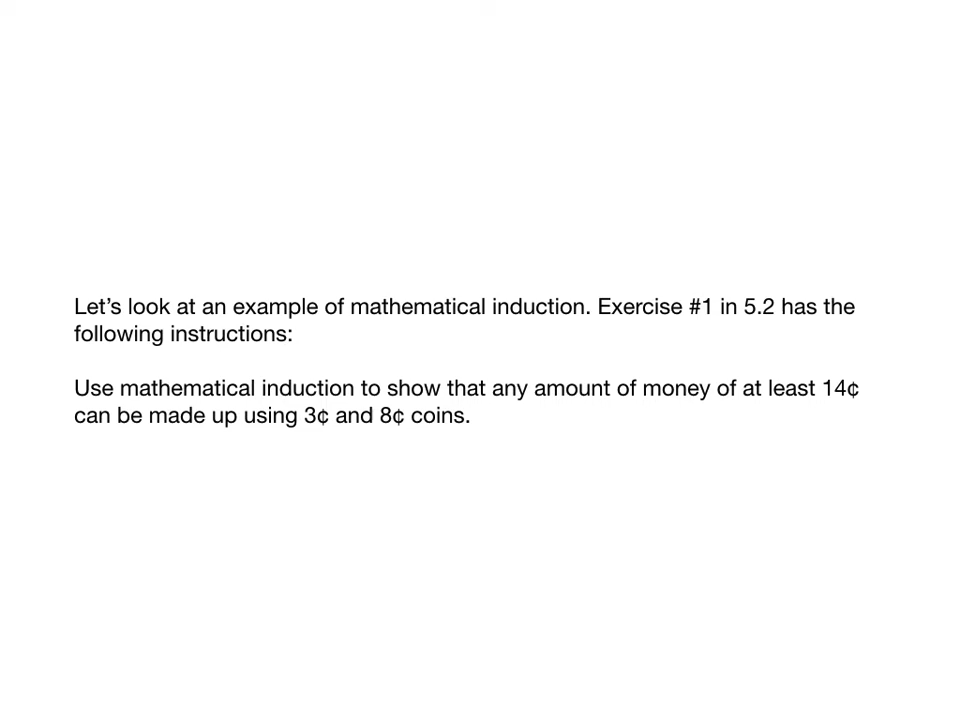 Let’s look at an example of mathematical induction. Exercise #1 in 5.2 has the
following instructions:
Use mathematical induction to show that any amount of money of at least 14¢
can be made up using 3¢ and 8¢ coins.